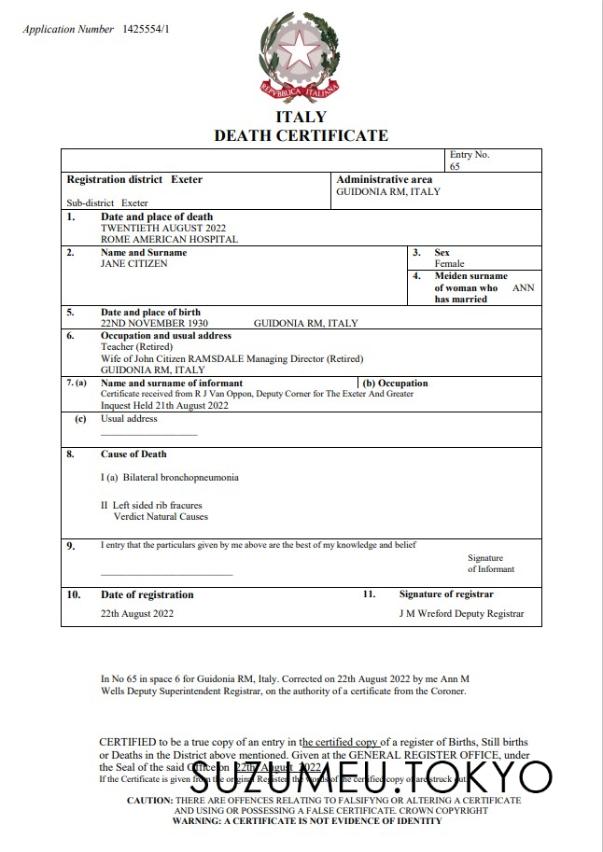 Application Number 1425554/1
REPVBBLICA ITALIANA
ITALY
DEATH CERTIFICATE
Entry No.
65
Registration district Exeter
Administrative area
GUIDONIA RM, ITALY
Sub-district Exeter
1. Date and place of death
TWENTIETH AUGUST 2022
ROME AMERICAN HOSPITAL
2. Name and Surname
JANE CITIZEN
3. Sex
Female
4. Meiden surname
of woman who ANN
has married
5. Date and place of birth
22ND NOVEMBER 1930 GUIDONIA RM, ITALY
6. Occupation and usual address
Teacher (Retired)
Wife of John Citizen RAMSDALE Managing Director (Retired)
GUIDONIA RM, ITALY
7. (a) Name and surname of informant (b) Occupation
Certificate received from R J Van Oppon, Deputy Corner for The Exeter And Greater
Inquest Held 21th August 2022
(c) Usual address
8. Cause of Death
I (a) Bilateral bronchopneumonia
II Left sided rib fracures
Verdict Natural Causes
9. I entry that the particulars given by me above are the best of my knowledge and belief
Signature
of Informant
10. Date of registration 11. Signature of registrar
22th August 2022 J M Wreford Deputy Registrar
In No 65 in space 6 for Guidonia RM, Italy. Corrected on 22th August 2022 by me Ann M
Wells Deputy Superintendent Registrar, on the authority of a certificate from the Coroner.
CERTIFIED to be a true copy of an entry in the certified copy of a register of Births, Still births
or Deaths in the District above mentioned. Given at the GENERAL REGISTER OFFICE, under
the Seal of the said Office on 22th August 2022
If the Certificate is given from the original Register the words of the certified copy of are struck out.
SUZUMEU.TOKYO
CAUTION: THERE ARE OFFENCES RELATING TO FALSIFYNG OR ALTERING A CERTIFICATE
AND USING OR POSSESSING A FALSE CERTIFICATE. CROWN COPYRIGHT
WARNING: A CERTIFICATE IS NOT EVIDENCE OF IDENTITY